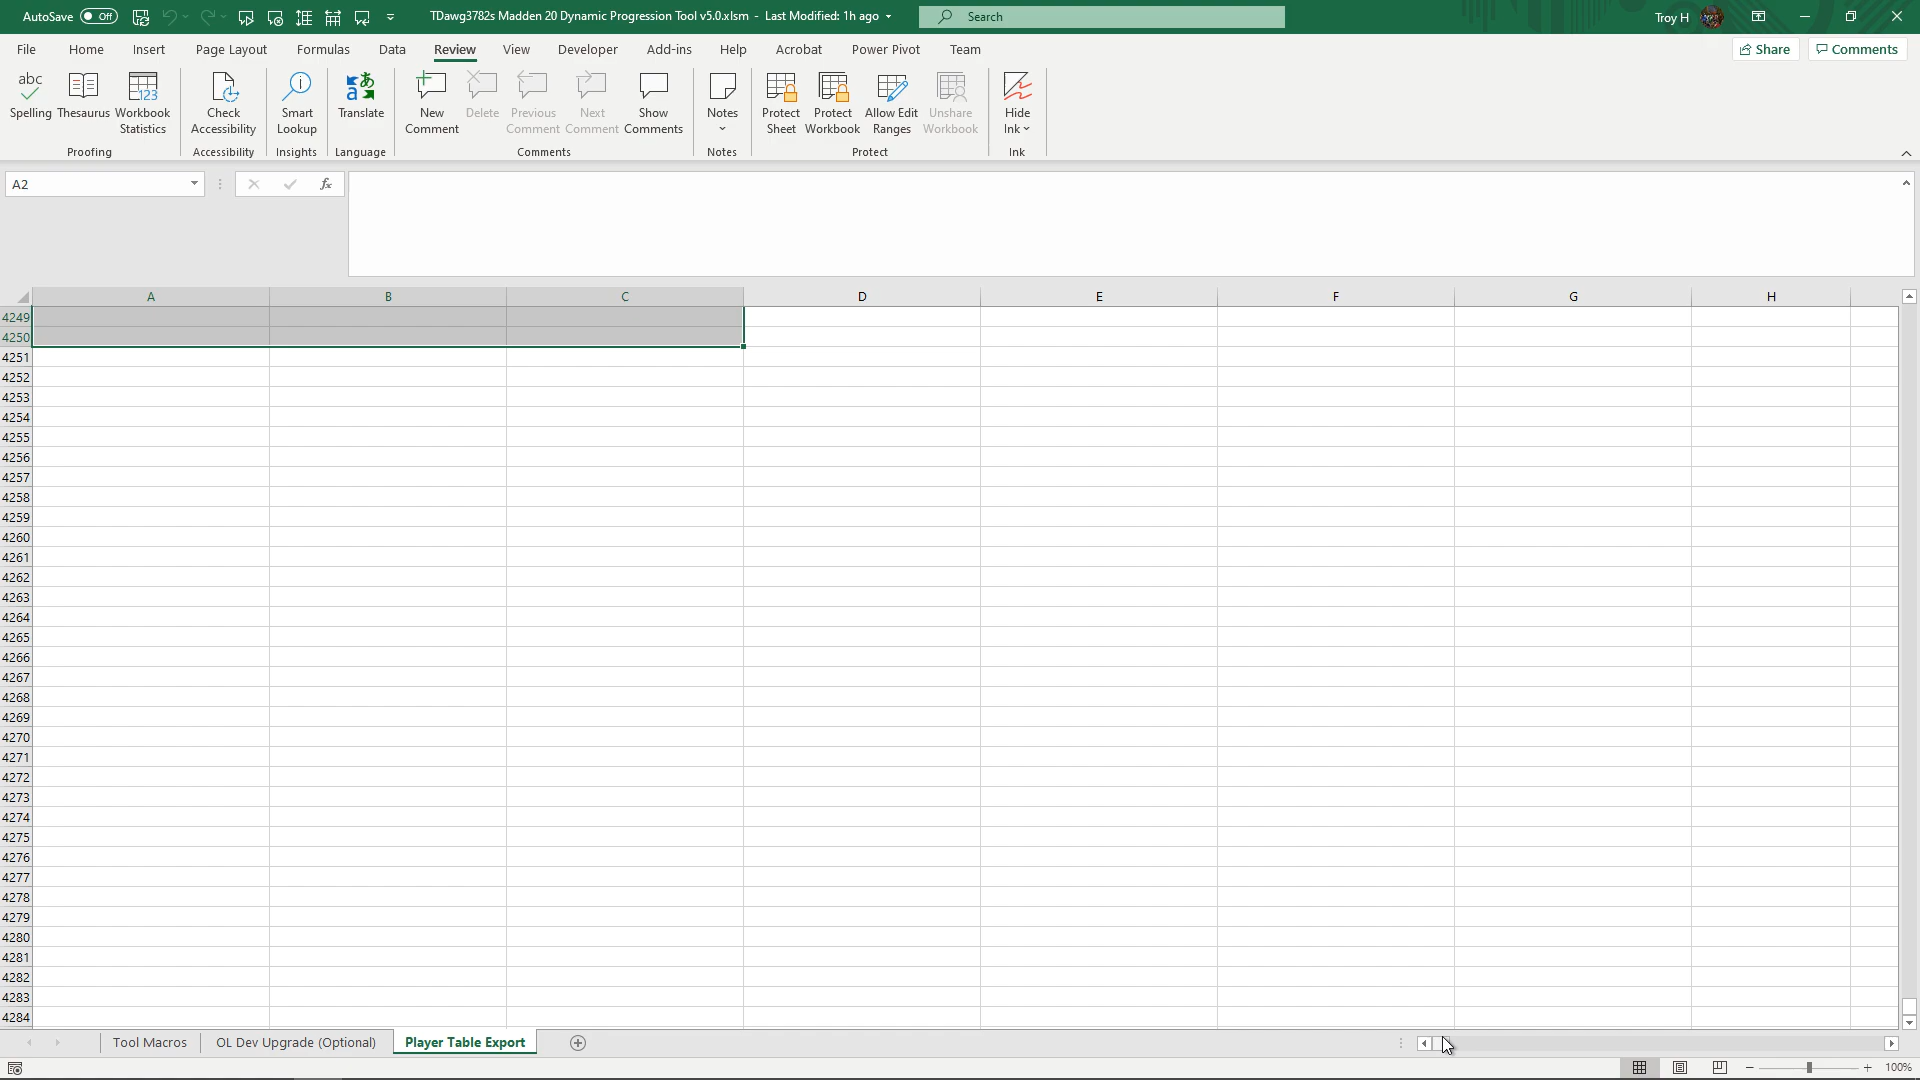 AutoSave Off TDawg3782s Madden 20 Dynamic Progression Tool v5.0.xlsm - Last Modified: 1h ago Search Troy H
File Home Insert Page Layout Formulas Data Review View Developer Add-ins Help Acrobat Power Pivot Team Share Comments
abc
123
Spelling Thesaurus Workbook Statistics
Check Accessibility
Smart Lookup
Translate
New Comment Delete Previous Comment Next Comment Show Comments
Notes
Protect Sheet Protect Workbook Allow Edit Ranges Unshare Workbook
Hide Ink
Proofing Accessibility Insights Language Comments Notes Protect Ink
A2 fx
A B C D E F G H
4249
4250
4251
4252
4253
4254
4255
4256
4257
4258
4259
4260
4261
4262
4263
4264
4265
4266
4267
4268
4269
4270
4271
4272
4273
4274
4275
4276
4277
4278
4279
4280
4281
4282
4283
4284
Tool Macros OL Dev Upgrade (Optional) Player Table Export
100%